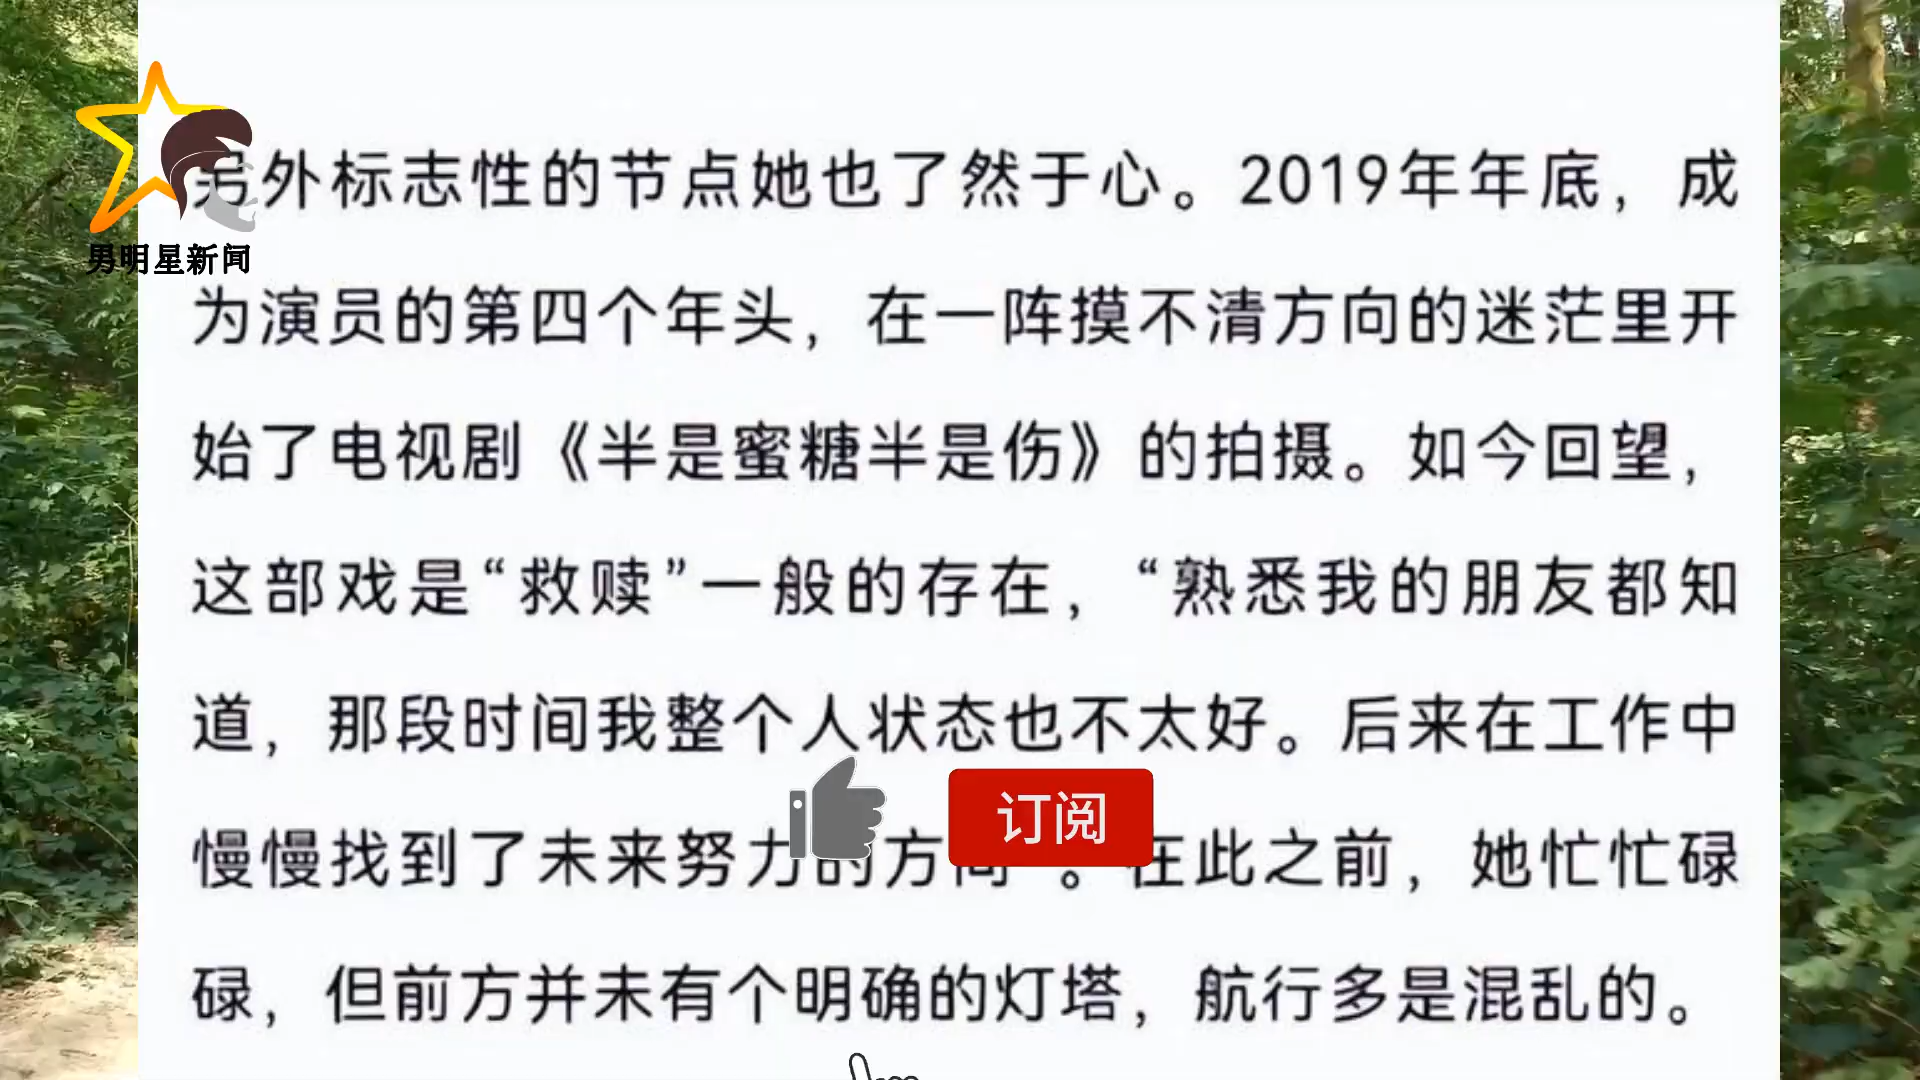 另外标志性的节点她也了然于心。2019年年底，成
男明星新闻
为演员的第四个年头，在一阵摸不清方向的迷茫里开
始了电视剧《半是蜜糖半是伤》的拍摄。如今回望，
这部戏是“救赎”一般的存在，“熟悉我的朋友都知
道，那段时间我整个人状态也不太好。后来在工作中
订阅
慢慢找到了未来努力的方向”。在此之前，她忙忙碌
碌，但前方并未有个明确的灯塔，航行多是混乱的。